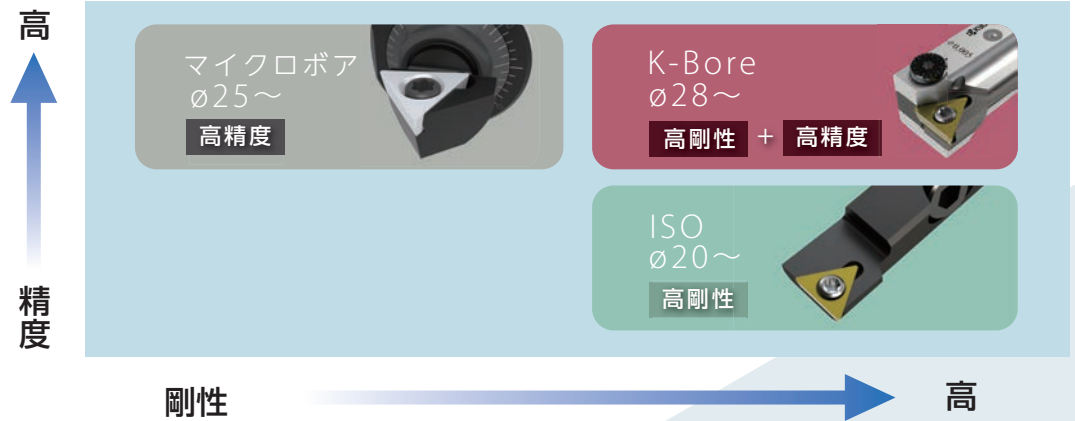 高
精度
マイクロボア
ø25～
高精度
K-Bore
ø28～
高剛性 + 高精度
ISO
ø20～
高剛性
剛性
高